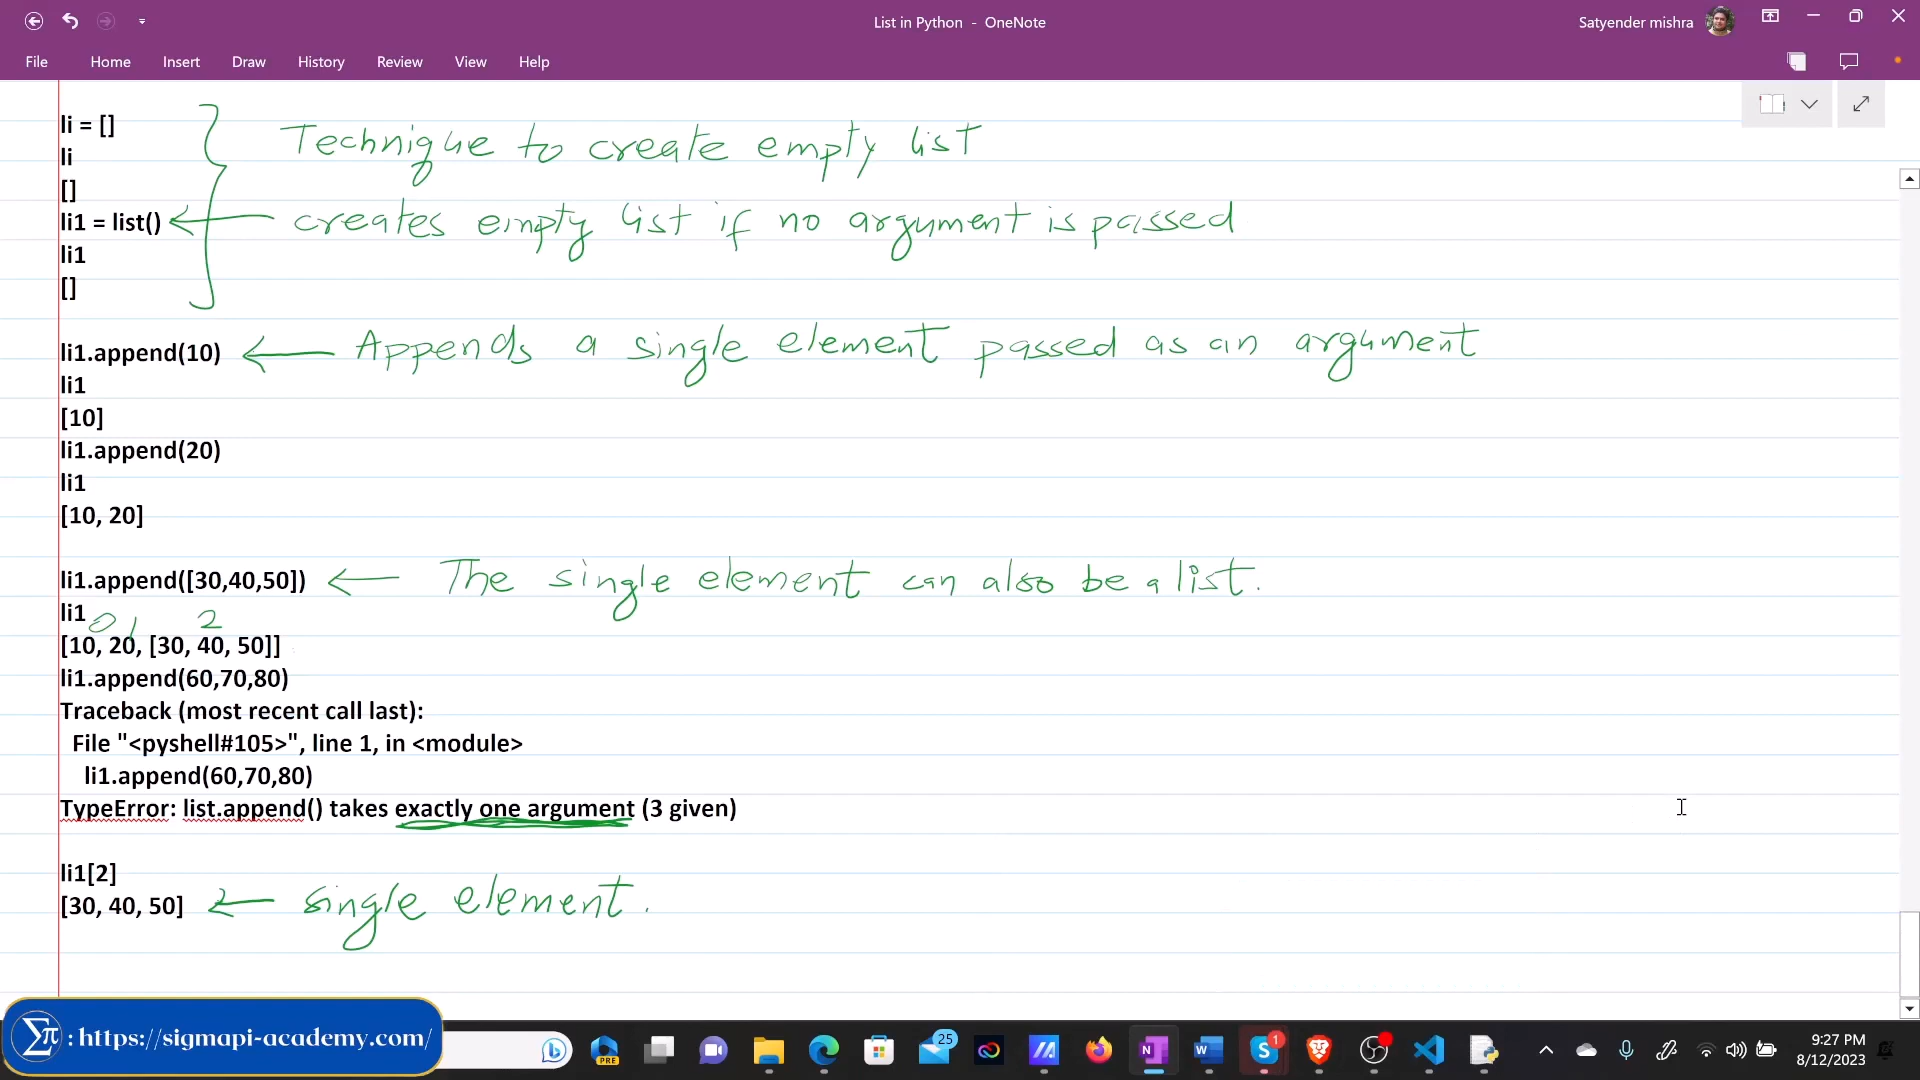 List in Python - OneNote
Satyender mishra
File Home Insert Draw History Review View Help
li = []
Technique to create empty list
li
[]
li1 = list() creates empty list if no argument is passed
li1
[]
li1.append(10) Appends a single element passed as an argument
li1
[10]
li1.append(20)
li1
[10, 20]
li1.append([30,40,50]) The single element can also be a list.
li1
0 1 2
[10, 20, [30, 40, 50]]
li1.append(60,70,80)
Traceback (most recent call last):
File "<pyshell#105>", line 1, in <module>
li1.append(60,70,80)
TypeError: list.append() takes exactly one argument (3 given)
li1[2]
[30, 40, 50] single element.
Σπ : https://sigmapi-academy.com/
PRE
25
N
W
S
1
9:27 PM
8/12/2023